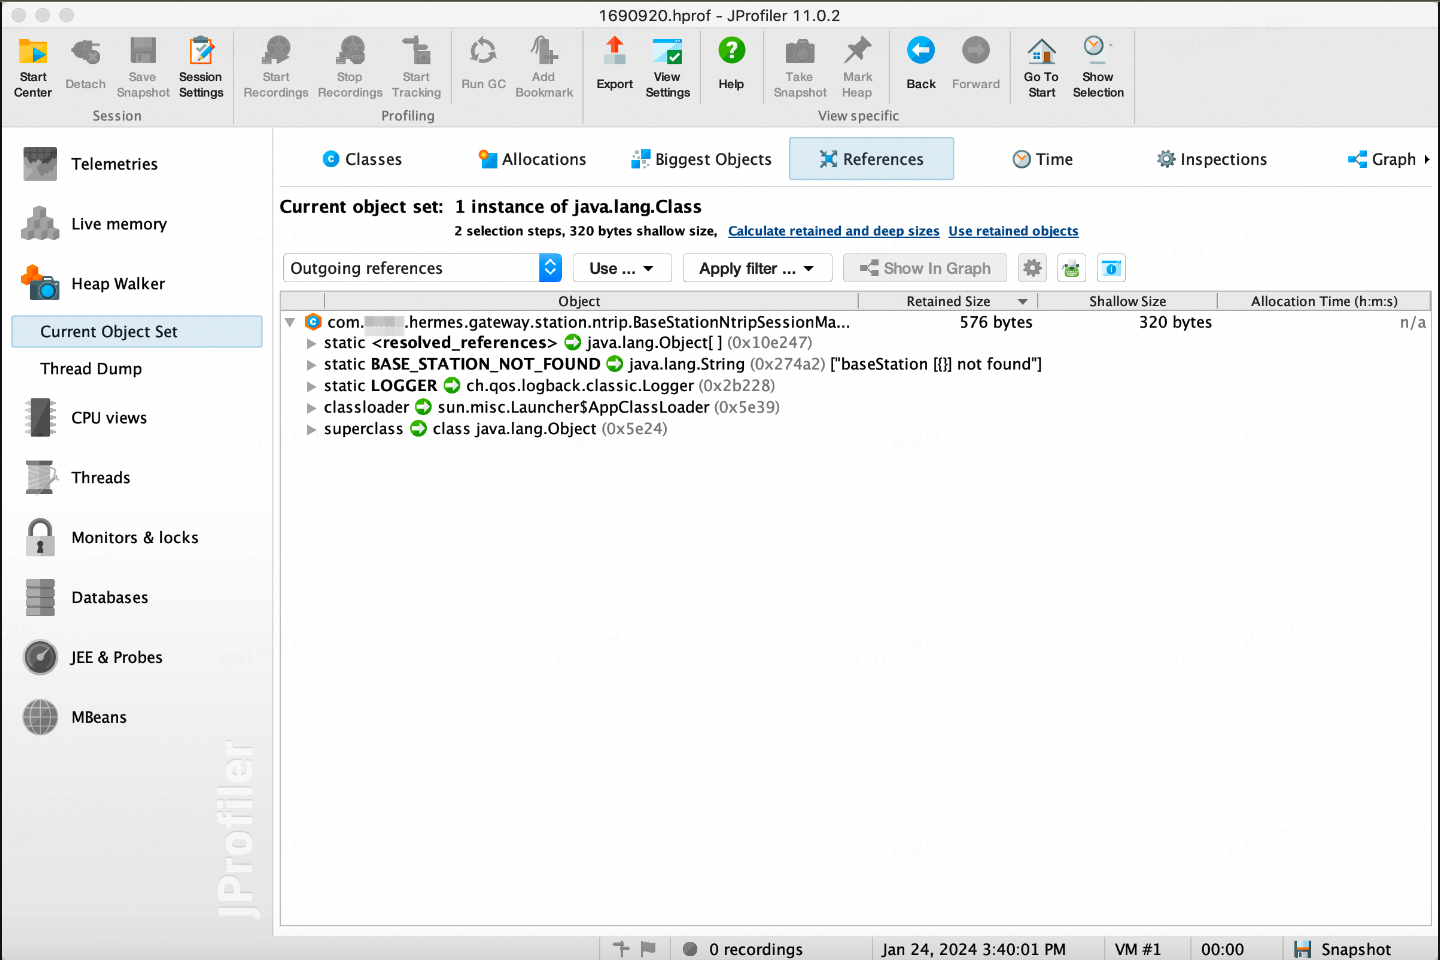 1690920.hprof - JProfiler 11.0.2
Start Center
Detach
Save Snapshot
Session Settings
Start Recordings
Stop Recordings
Start Tracking
Run GC
Add Bookmark
Export
View Settings
Help
Take Snapshot
Mark Heap
Back
Forward
Go To Start
Show Selection
Session
Profiling
View specific
Telemetries
Live memory
Heap Walker
Current Object Set
Thread Dump
CPU views
Threads
Monitors & locks
Databases
JEE & Probes
MBeans
JProfiler
Classes
Allocations
Biggest Objects
References
Time
Inspections
Graph
Current object set: 1 instance of java.lang.Class
2 selection steps, 320 bytes shallow size, Calculate retained and deep sizes Use retained objects
Outgoing references
Use ...
Apply filter ...
Show In Graph
Object Retained Size Shallow Size Allocation Time (h:m:s)
com. .hermes.gateway.station.ntrip.BaseStationNtripSessionMa... 576 bytes 320 bytes n/a
static <resolved_references> java.lang.Object[ ] (0x10e247)
static BASE_STATION_NOT_FOUND java.lang.String (0x274a2) ["baseStation [{}] not found"]
static LOGGER ch.qos.logback.classic.Logger (0x2b228)
classloader sun.misc.Launcher$AppClassLoader (0x5e39)
superclass class java.lang.Object (0x5e24)
0 recordings
Jan 24, 2024 3:40:01 PM
VM #1
00:00
Snapshot